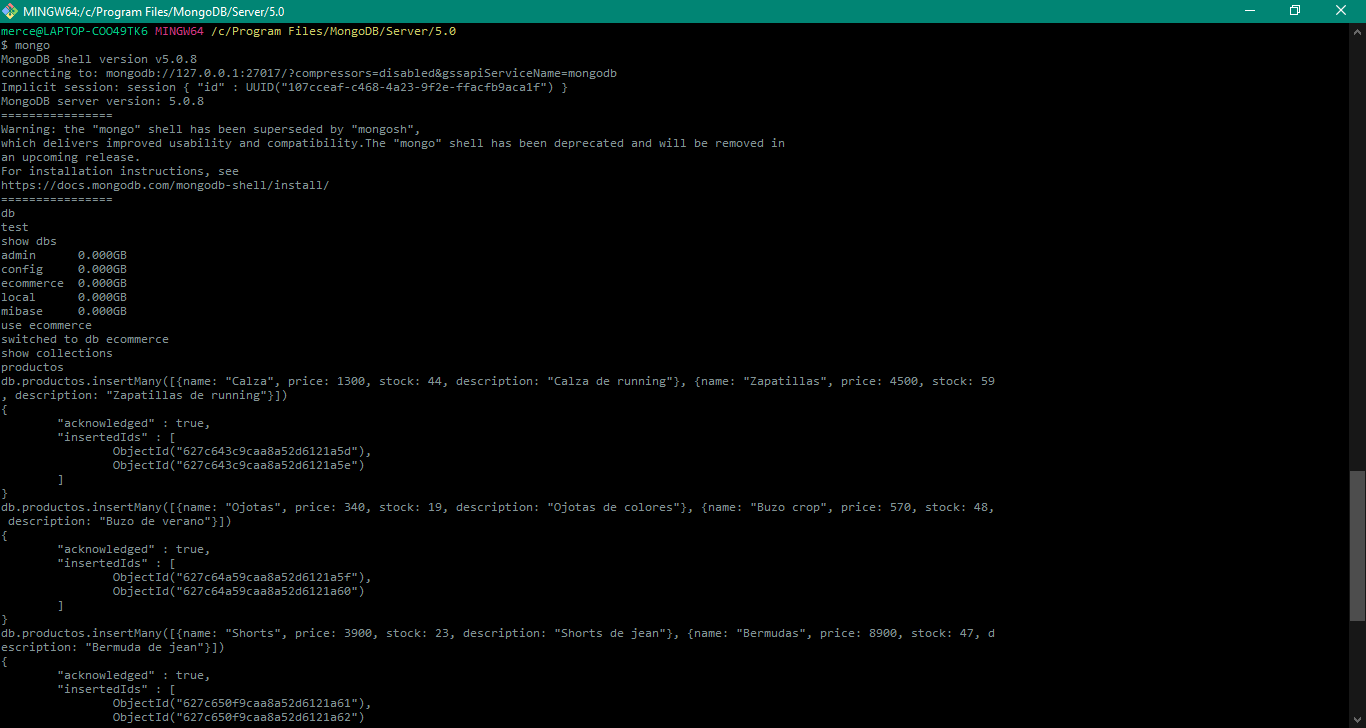 MINGW64:/c/Program Files/MongoDB/Server/5.0
merce@LAPTOP-COO49TK6 MINGW64 /c/Program Files/MongoDB/Server/5.0
$ mongo
MongoDB shell version v5.0.8
connecting to: mongodb://127.0.0.1:27017/?compressors=disabled&gssapiServiceName=mongodb
Implicit session: session { "id" : UUID("107cceaf-c468-4a23-9f2e-ffacfb9aca1f") }
MongoDB server version: 5.0.8
================
Warning: the "mongo" shell has been superseded by "mongosh",
which delivers improved usability and compatibility.The "mongo" shell has been deprecated and will be removed in
an upcoming release.
For installation instructions, see
https://docs.mongodb.com/mongodb-shell/install/
================
db
test
show dbs
admin      0.000GB
config     0.000GB
ecommerce  0.000GB
local      0.000GB
mibase     0.000GB
use ecommerce
switched to db ecommerce
show collections
productos
db.productos.insertMany([{name: "Calza", price: 1300, stock: 44, description: "Calza de running"}, {name: "Zapatillas", price: 4500, stock: 59
, description: "Zapatillas de running"}])
{
        "acknowledged" : true,
        "insertedIds" : [
                ObjectId("627c643c9caa8a52d6121a5d"),
                ObjectId("627c643c9caa8a52d6121a5e")
        ]
}
db.productos.insertMany([{name: "Ojotas", price: 340, stock: 19, description: "Ojotas de colores"}, {name: "Buzo crop", price: 570, stock: 48,
 description: "Buzo de verano"}])
{
        "acknowledged" : true,
        "insertedIds" : [
                ObjectId("627c64a59caa8a52d6121a5f"),
                ObjectId("627c64a59caa8a52d6121a60")
        ]
}
db.productos.insertMany([{name: "Shorts", price: 3900, stock: 23, description: "Shorts de jean"}, {name: "Bermudas", price: 8900, stock: 47, d
escription: "Bermuda de jean"}])
{
        "acknowledged" : true,
        "insertedIds" : [
                ObjectId("627c650f9caa8a52d6121a61"),
                ObjectId("627c650f9caa8a52d6121a62")